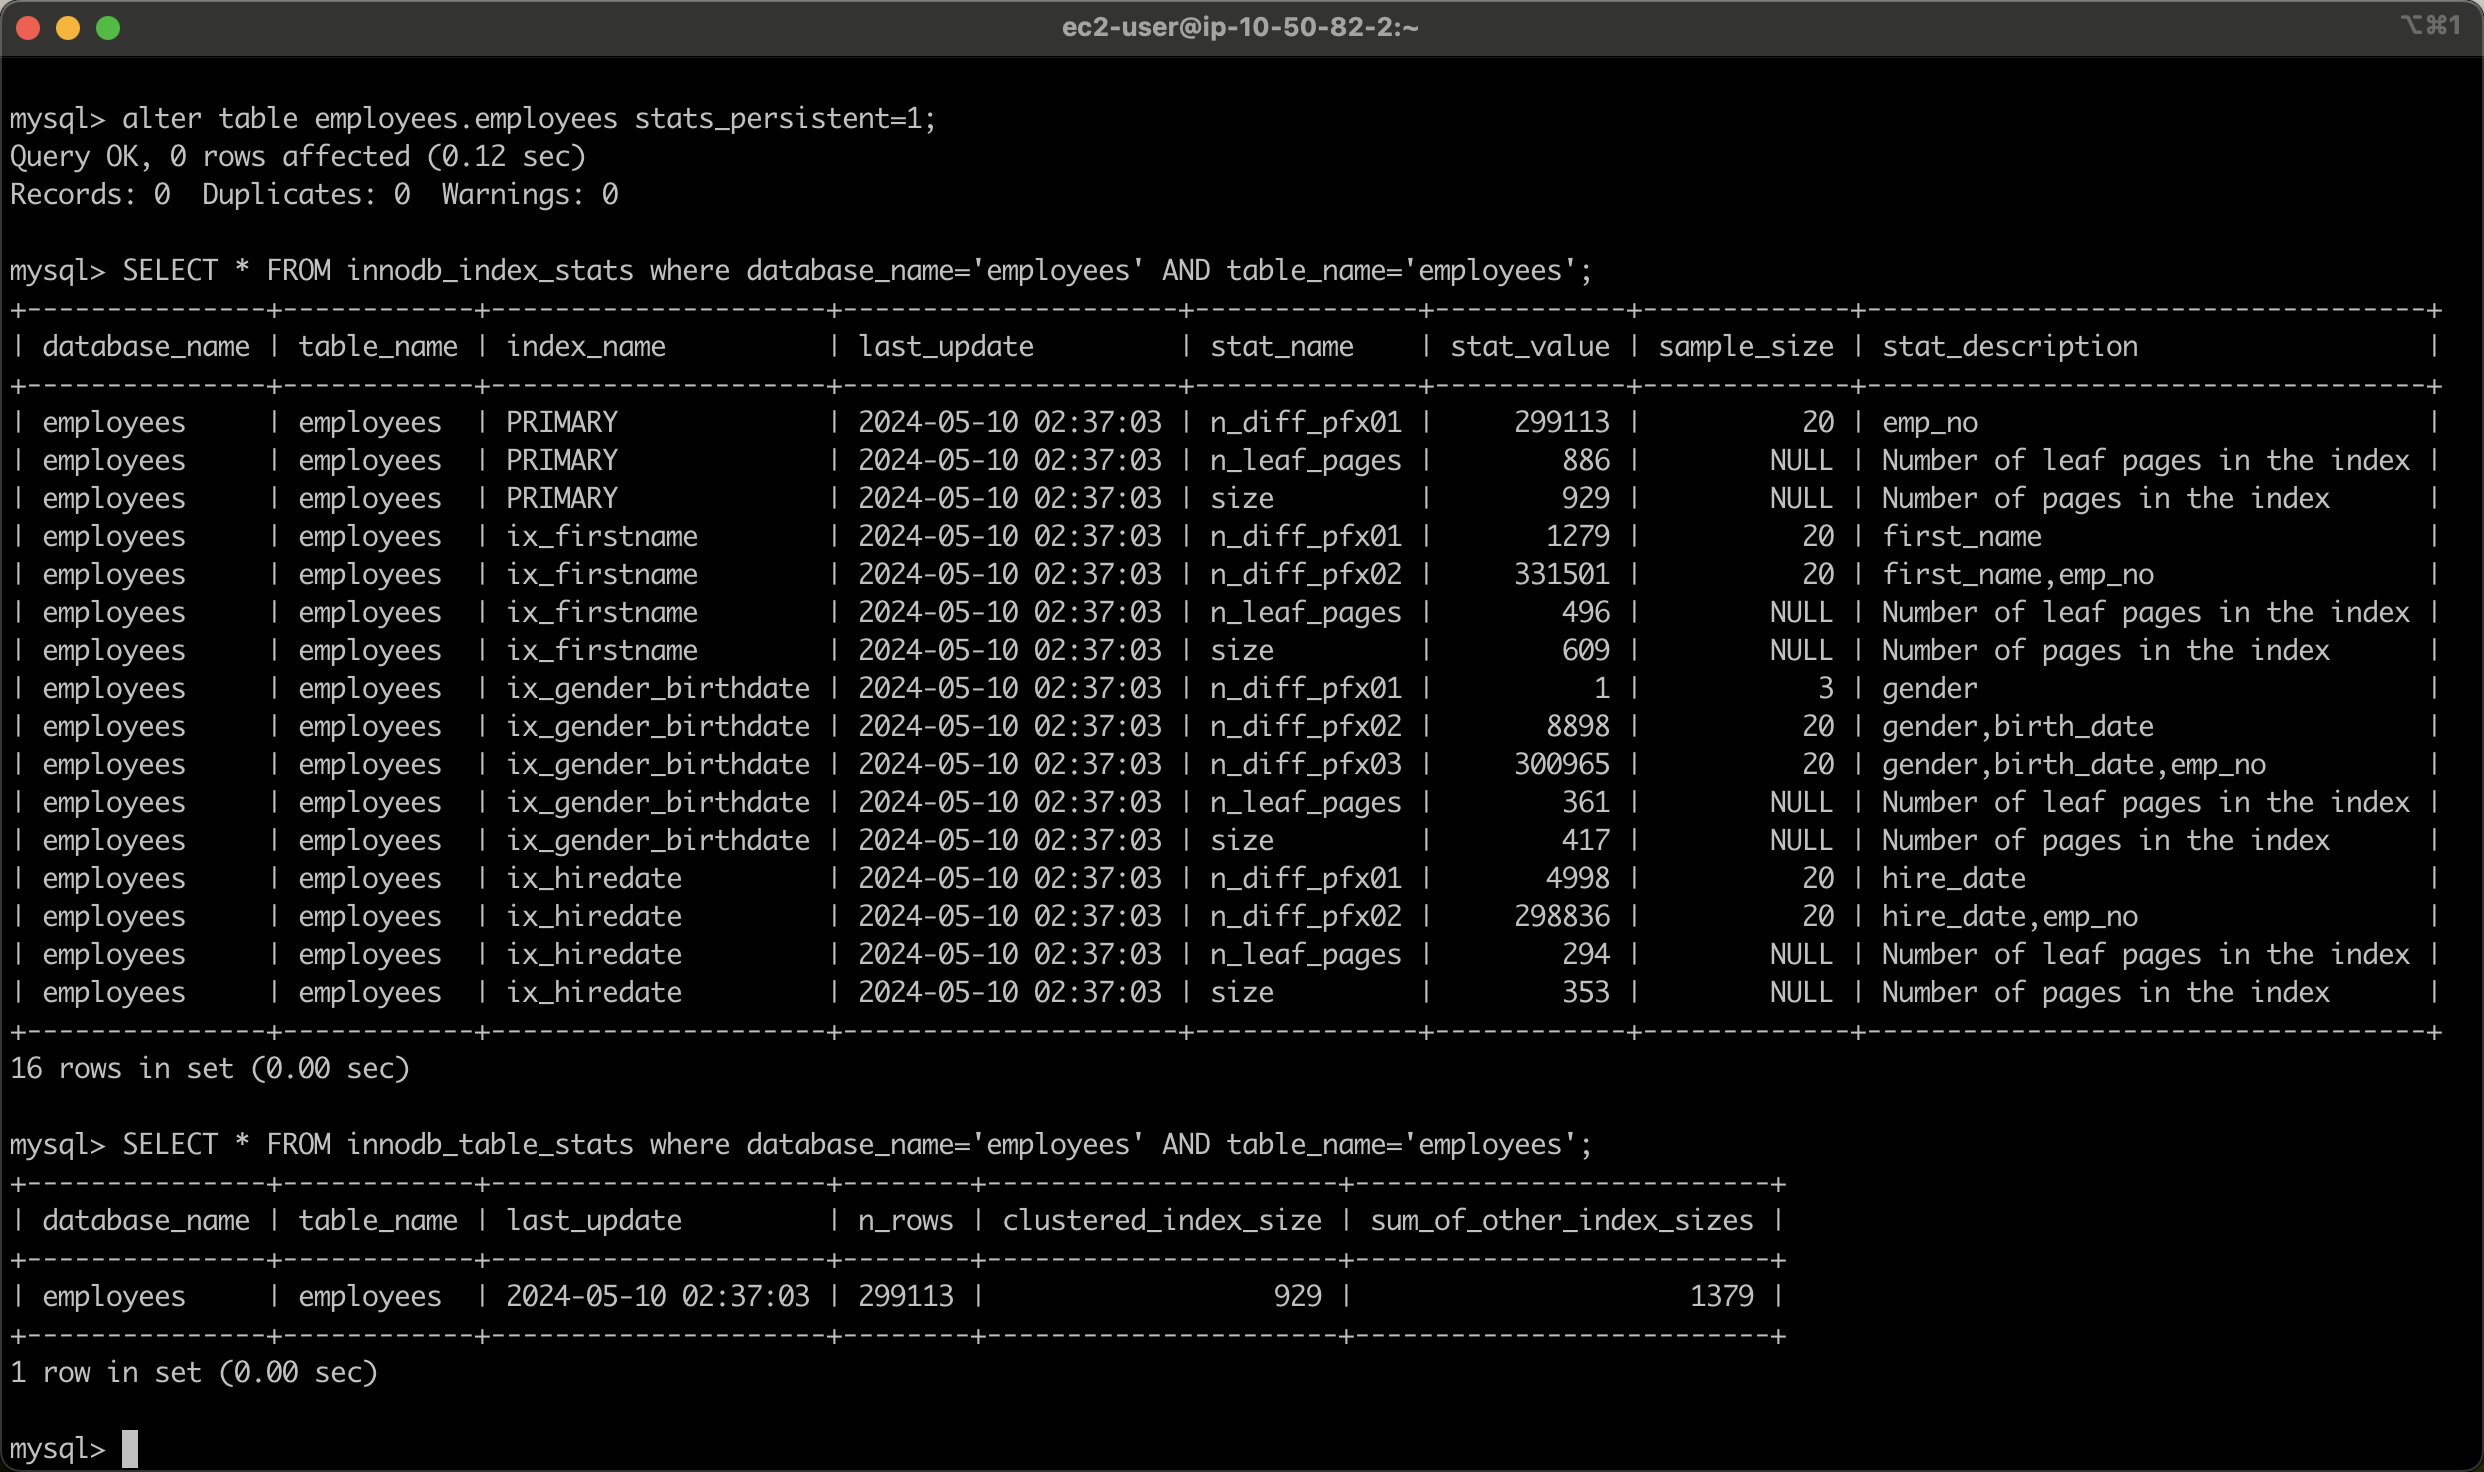 ec2-user@ip-10-50-82-2:~
⌥⌘1
mysql> alter table employees.employees stats_persistent=1;
Query OK, 0 rows affected (0.12 sec)
Records: 0  Duplicates: 0  Warnings: 0
mysql> SELECT * FROM innodb_index_stats where database_name='employees' AND table_name='employees';
+---------------+------------+---------------------+---------------------+--------------+------------+-------------+-----------------------------------+
| database_name | table_name | index_name          | last_update         | stat_name    | stat_value | sample_size | stat_description                  |
+---------------+------------+---------------------+---------------------+--------------+------------+-------------+-----------------------------------+
| employees     | employees  | PRIMARY             | 2024-05-10 02:37:03 | n_diff_pfx01 |     299113 |          20 | emp_no                            |
| employees     | employees  | PRIMARY             | 2024-05-10 02:37:03 | n_leaf_pages |        886 |        NULL | Number of leaf pages in the index |
| employees     | employees  | PRIMARY             | 2024-05-10 02:37:03 | size         |        929 |        NULL | Number of pages in the index      |
| employees     | employees  | ix_firstname        | 2024-05-10 02:37:03 | n_diff_pfx01 |       1279 |          20 | first_name                        |
| employees     | employees  | ix_firstname        | 2024-05-10 02:37:03 | n_diff_pfx02 |     331501 |          20 | first_name,emp_no                 |
| employees     | employees  | ix_firstname        | 2024-05-10 02:37:03 | n_leaf_pages |        496 |        NULL | Number of leaf pages in the index |
| employees     | employees  | ix_firstname        | 2024-05-10 02:37:03 | size         |        609 |        NULL | Number of pages in the index      |
| employees     | employees  | ix_gender_birthdate | 2024-05-10 02:37:03 | n_diff_pfx01 |          1 |           3 | gender                            |
| employees     | employees  | ix_gender_birthdate | 2024-05-10 02:37:03 | n_diff_pfx02 |       8898 |          20 | gender,birth_date                 |
| employees     | employees  | ix_gender_birthdate | 2024-05-10 02:37:03 | n_diff_pfx03 |     300965 |          20 | gender,birth_date,emp_no          |
| employees     | employees  | ix_gender_birthdate | 2024-05-10 02:37:03 | n_leaf_pages |        361 |        NULL | Number of leaf pages in the index |
| employees     | employees  | ix_gender_birthdate | 2024-05-10 02:37:03 | size         |        417 |        NULL | Number of pages in the index      |
| employees     | employees  | ix_hiredate         | 2024-05-10 02:37:03 | n_diff_pfx01 |       4998 |          20 | hire_date                         |
| employees     | employees  | ix_hiredate         | 2024-05-10 02:37:03 | n_diff_pfx02 |     298836 |          20 | hire_date,emp_no                  |
| employees     | employees  | ix_hiredate         | 2024-05-10 02:37:03 | n_leaf_pages |        294 |        NULL | Number of leaf pages in the index |
| employees     | employees  | ix_hiredate         | 2024-05-10 02:37:03 | size         |        353 |        NULL | Number of pages in the index      |
+---------------+------------+---------------------+---------------------+--------------+------------+-------------+-----------------------------------+
16 rows in set (0.00 sec)
mysql> SELECT * FROM innodb_table_stats where database_name='employees' AND table_name='employees';
+---------------+------------+---------------------+--------+----------------------+--------------------------+
| database_name | table_name | last_update         | n_rows | clustered_index_size | sum_of_other_index_sizes |
+---------------+------------+---------------------+--------+----------------------+--------------------------+
| employees     | employees  | 2024-05-10 02:37:03 | 299113 |                  929 |                     1379 |
+---------------+------------+---------------------+--------+----------------------+--------------------------+
1 row in set (0.00 sec)
mysql>